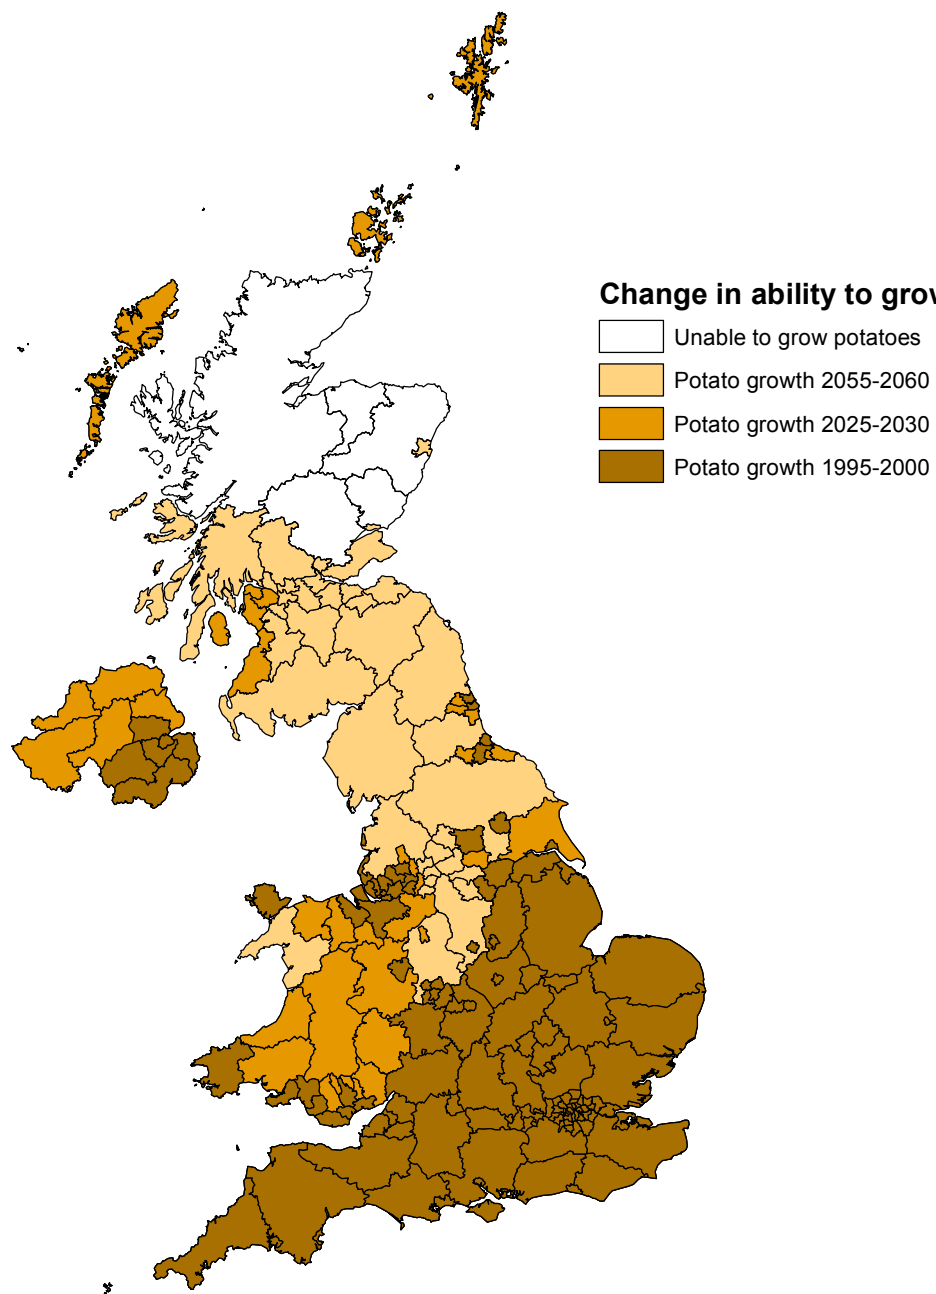 Change in ability to grow
Unable to grow potatoes
Potato growth 2055-2060
Potato growth 2025-2030
Potato growth 1995-2000